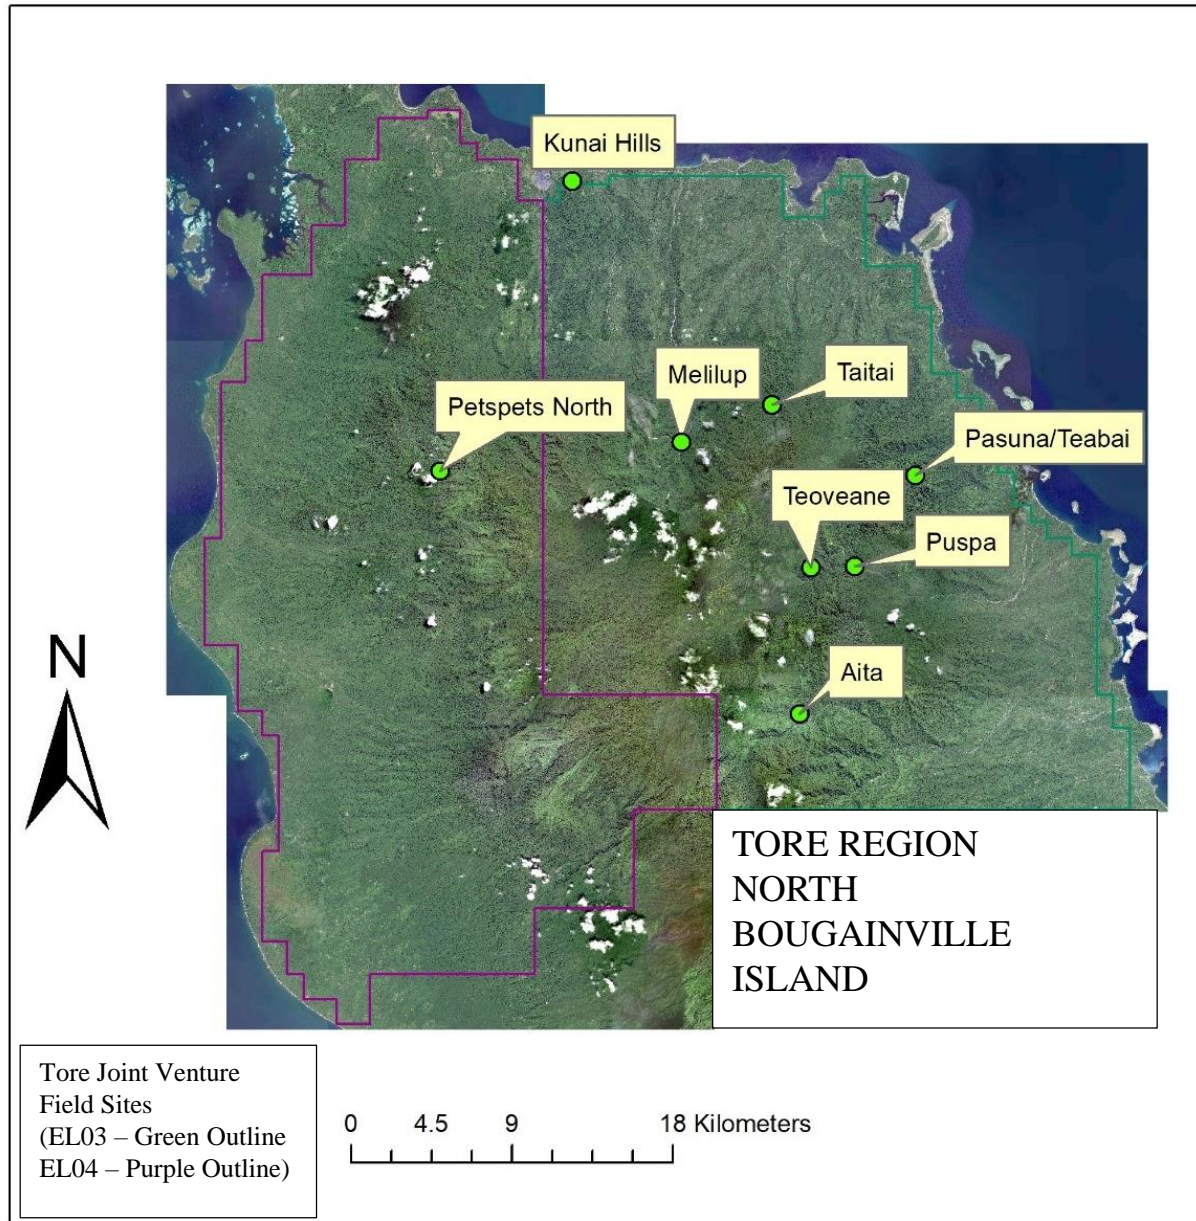 Kunai Hills
Melilup
Taitai
Petspets North
Pasuna/Teabai
Teoveane
Puspa
N
Aita
TORE REGION
NORTH
BOUGAINVILLE
ISLAND
Tore Joint Venture
Field Sites
(EL03 – Green Outline
EL04 – Purple Outline)
0 4.5 9 18 Kilometers